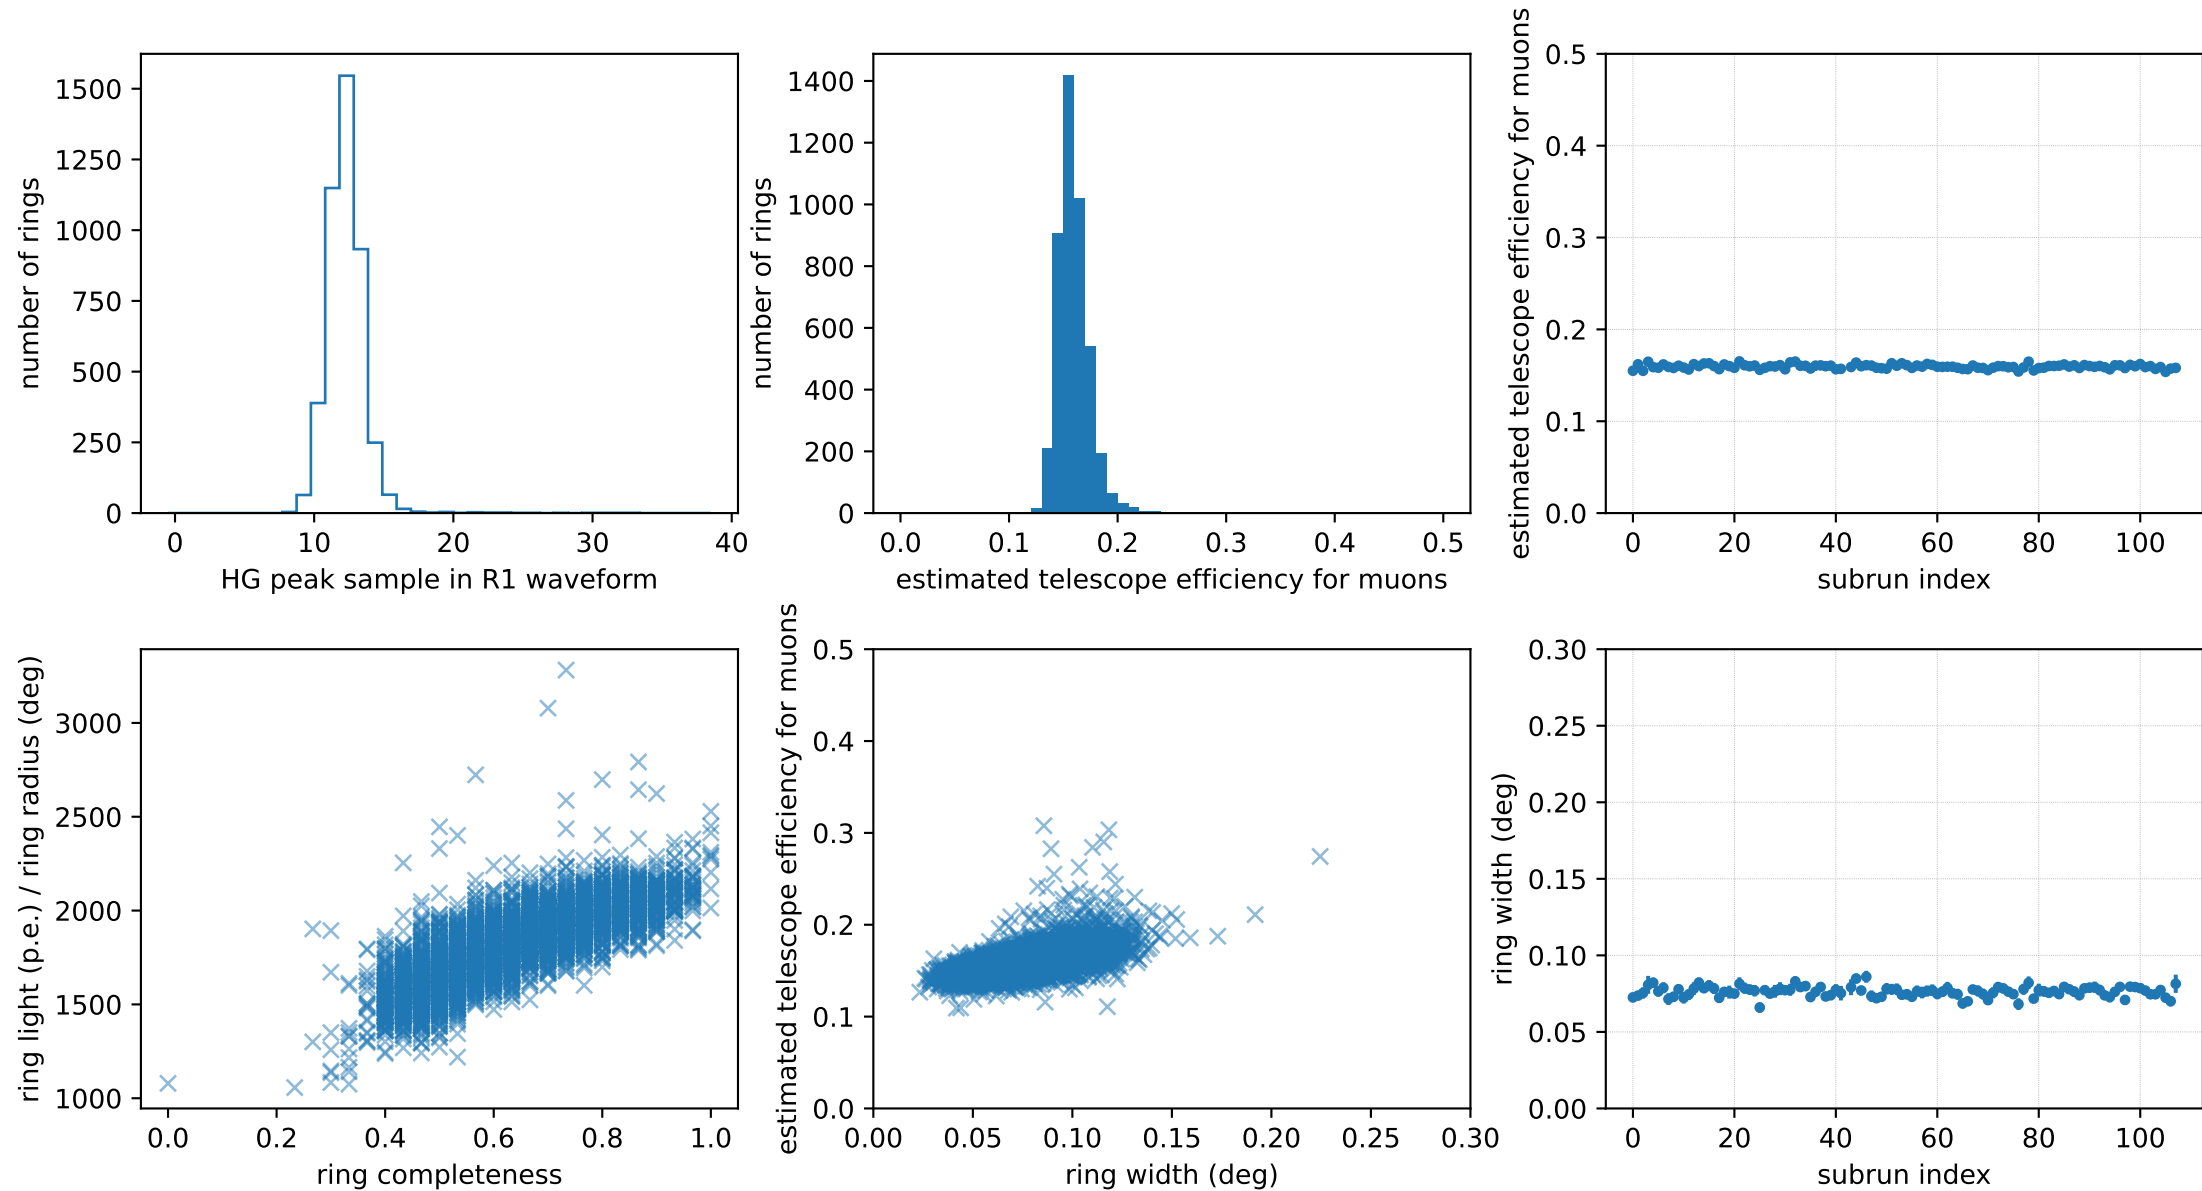 number of rings
1500
1250
1000
750
500
250
0
0 10 20 30 40
HG peak sample in R1 waveform
number of rings
1400
1200
1000
800
600
400
200
0
0.0 0.1 0.2 0.3 0.4 0.5
estimated telescope efficiency for muons
estimated telescope efficiency for muons
0.5
0.4
0.3
0.2
0.1
0.0
0 20 40 60 80 100
subrun index
ring light (p.e.) / ring radius (deg)
3000
2500
2000
1500
1000
0.0 0.2 0.4 0.6 0.8 1.0
ring completeness
estimated telescope efficiency for muons
0.5
0.4
0.3
0.2
0.1
0.0
0.00 0.05 0.10 0.15 0.20 0.25 0.30
ring width (deg)
ring width (deg)
0.30
0.25
0.20
0.15
0.10
0.05
0.00
0 20 40 60 80 100
subrun index